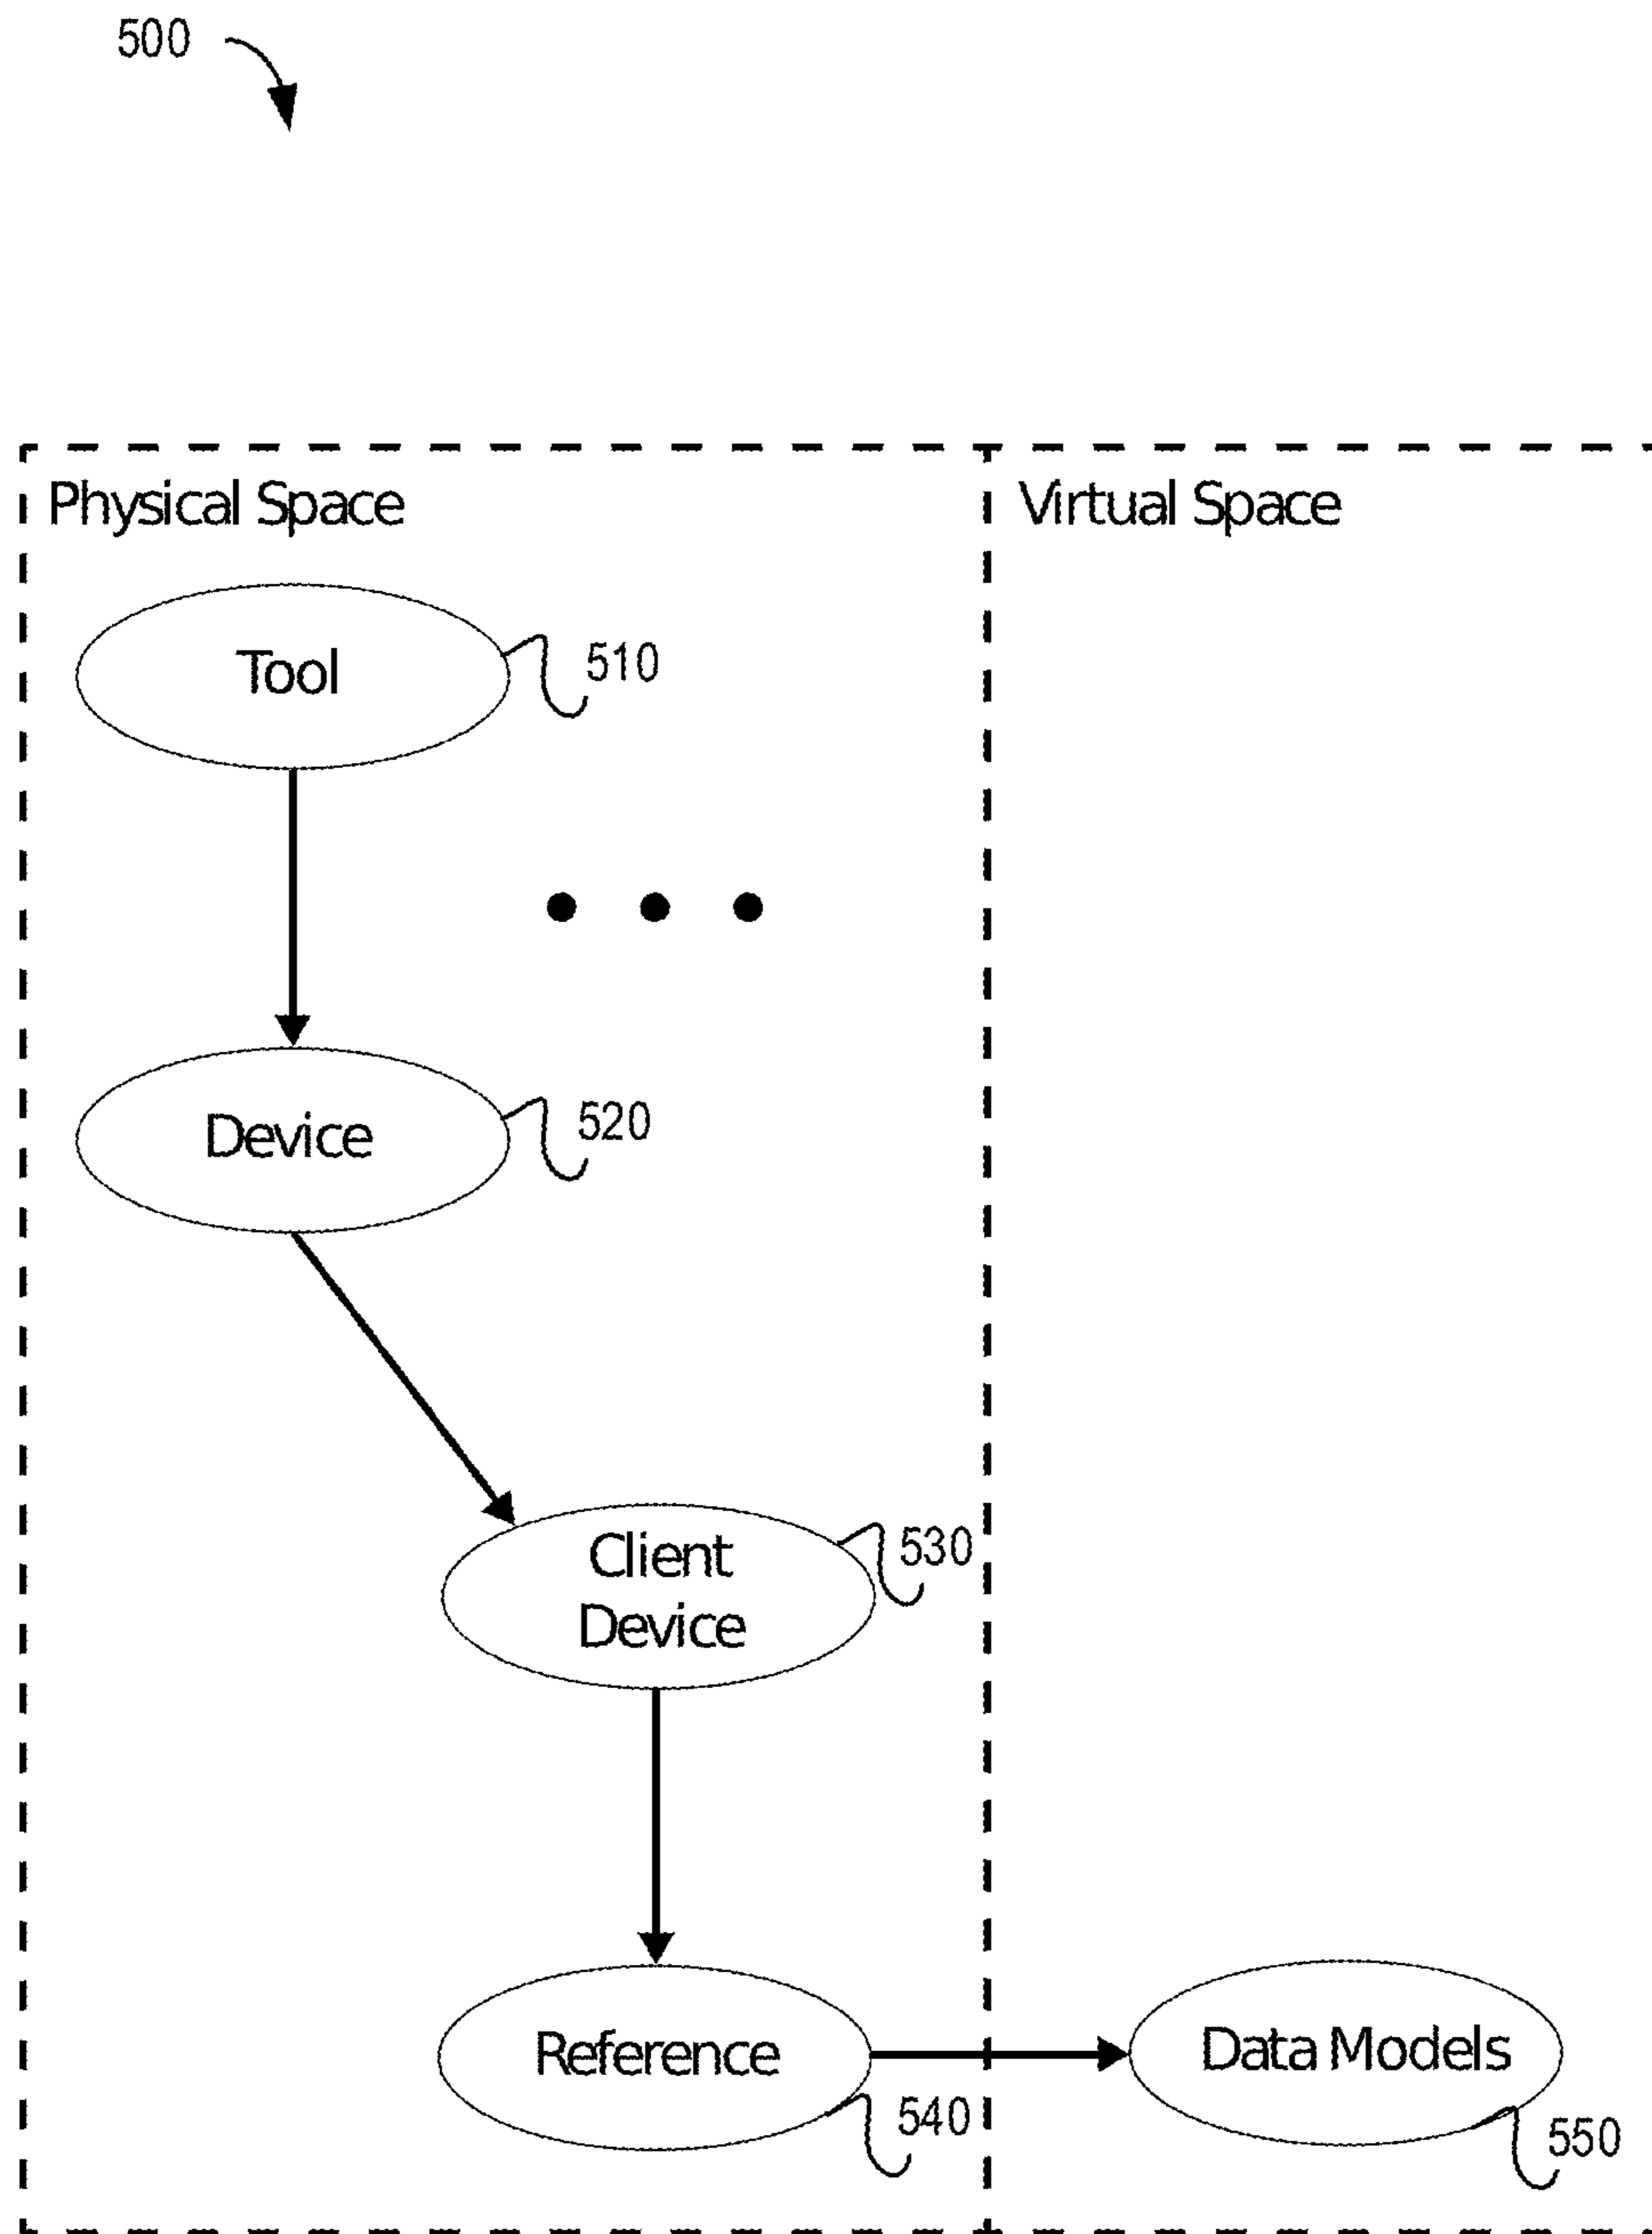 500
Physical Space
Virtual Space
Tool
510
Device
520
Client
Device
530
Reference
540
Data Models
550